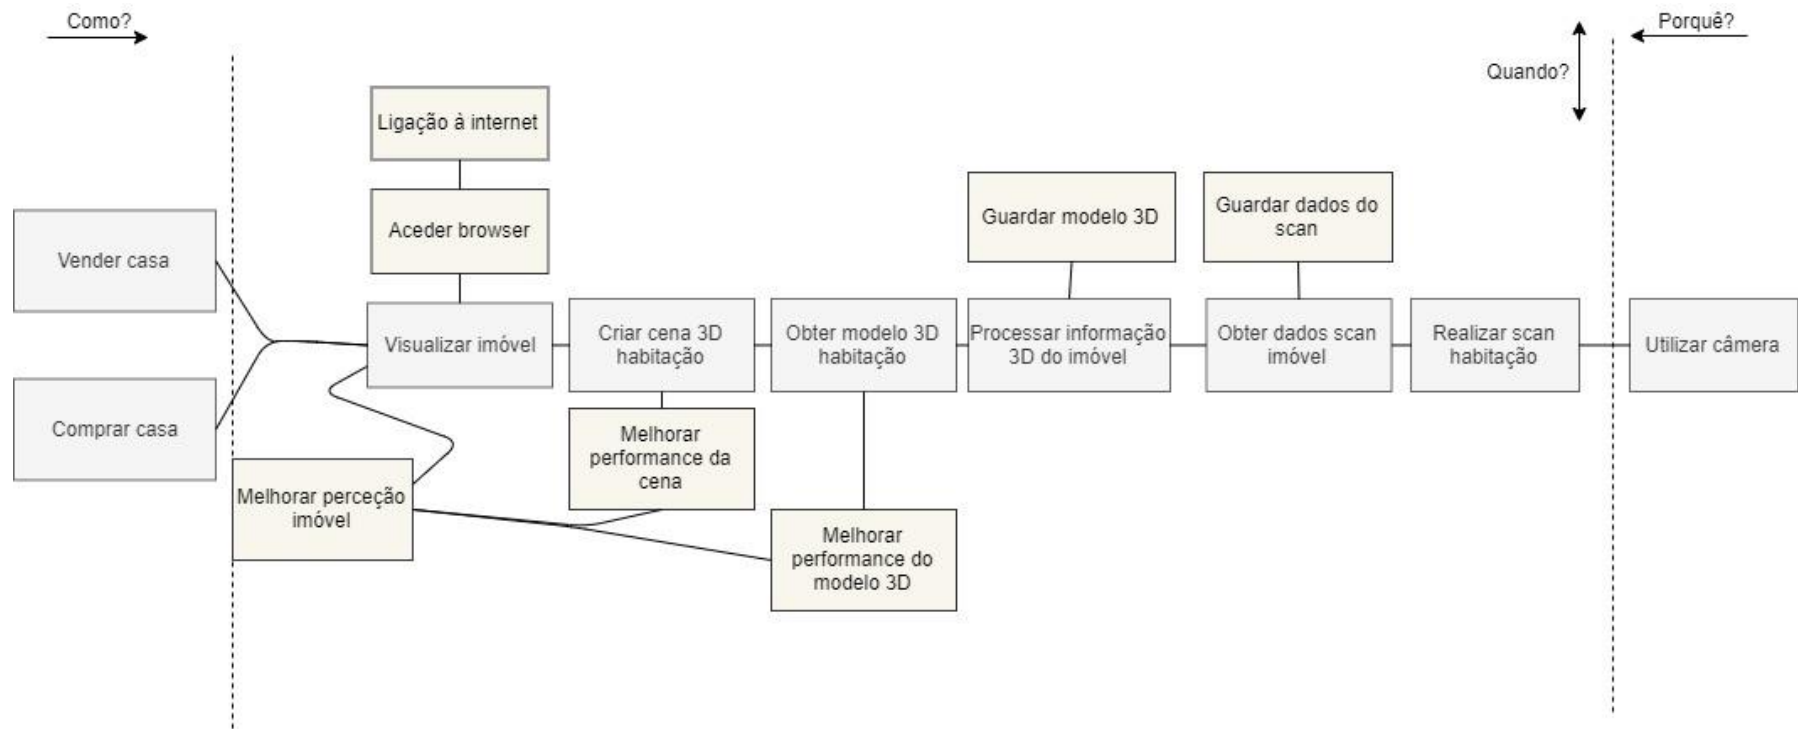 Como?
Porquê?
Quando?
Ligação à internet
Aceder browser
Guardar modelo 3D
Guardar dados do
scan
Vender casa
Comprar casa
Visualizar imóvel
Criar cena 3D
habitação
Obter modelo 3D
habitação
Processar informação
3D do imóvel
Obter dados scan
imóvel
Realizar scan
habitação
Utilizar câmera
Melhorar
performance da
cena
Melhorar perceção
imóvel
Melhorar
performance do
modelo 3D